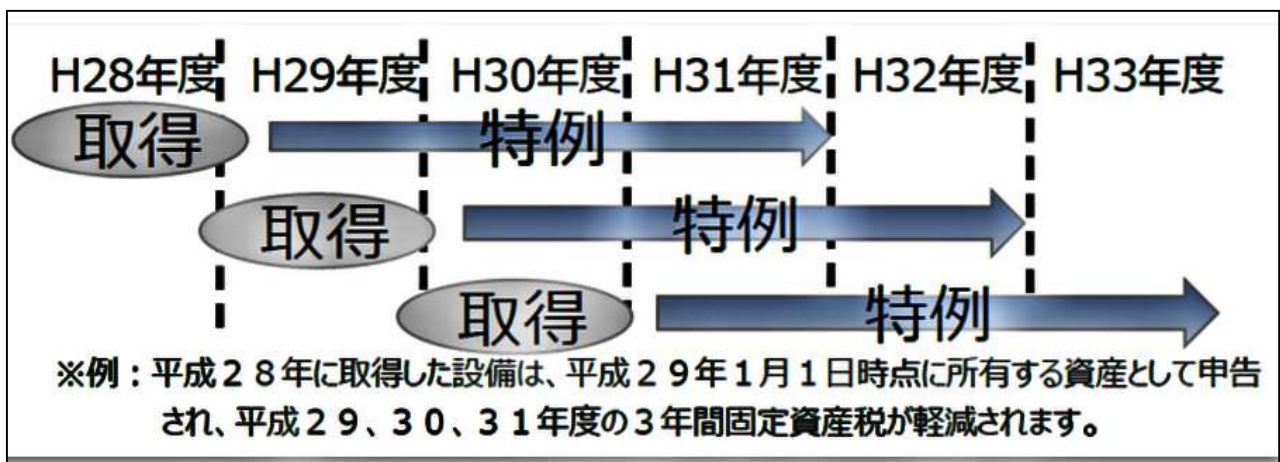 H28年度 H29年度 H30年度 H31年度 H32年度 H33年度
取得 特例
取得 特例
取得 特例
※例：平成２８年に取得した設備は、平成２９年１月１日時点に所有する資産として申告
され、平成２９、３０、３１年度の３年間固定資産税が軽減されます。